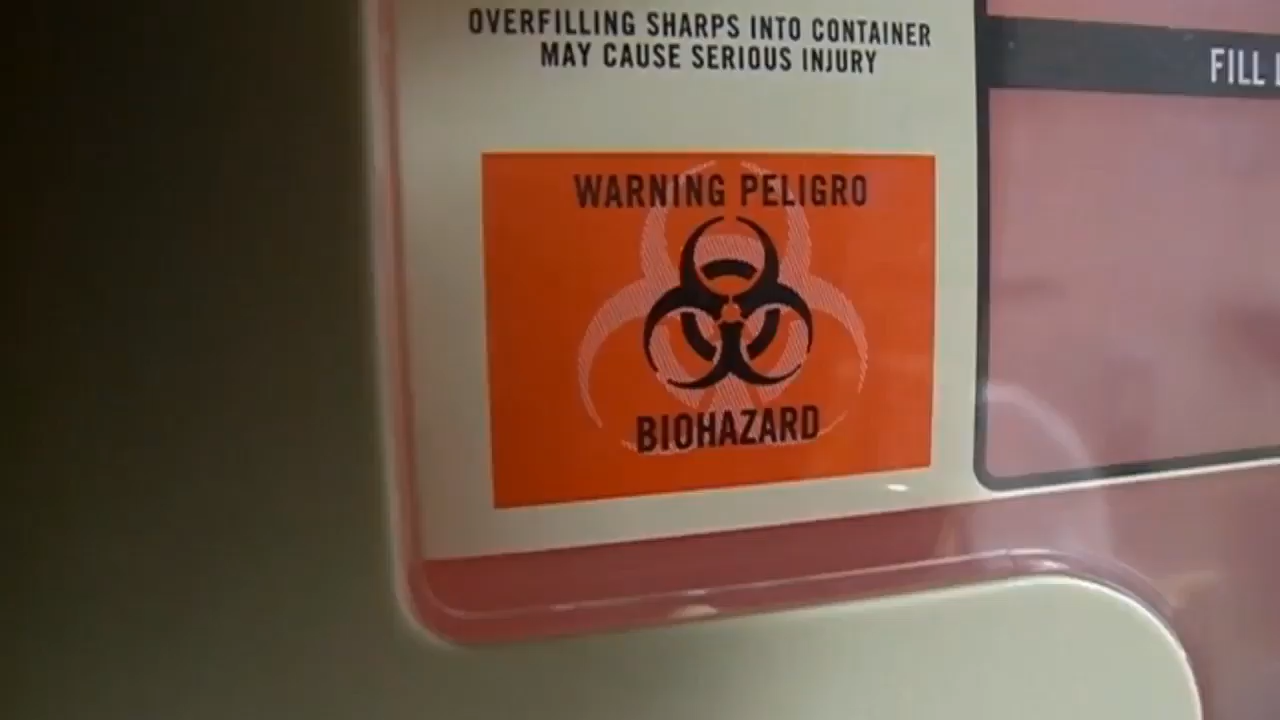 OVERFILLING SHARPS INTO CONTAINER
MAY CAUSE SERIOUS INJURY
WARNING PELIGRO
BIOHAZARD
FILL